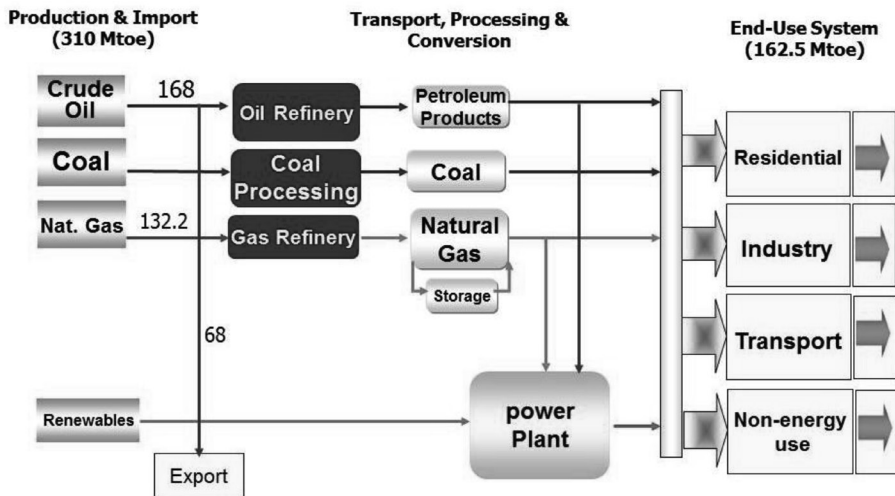 Production & Import
(310 Mtoe)
Transport, Processing &
Conversion
End-Use System
(162.5 Mtoe)
Crude
Oil
168
Oil Refinery
Petroleum
Products
Residential
Coal
Coal
Processing
Coal
Nat. Gas
132.2
Gas Refinery
Natural
Gas
Industry
Storage
68
Transport
Renewables
power
Plant
Non-energy
use
Export